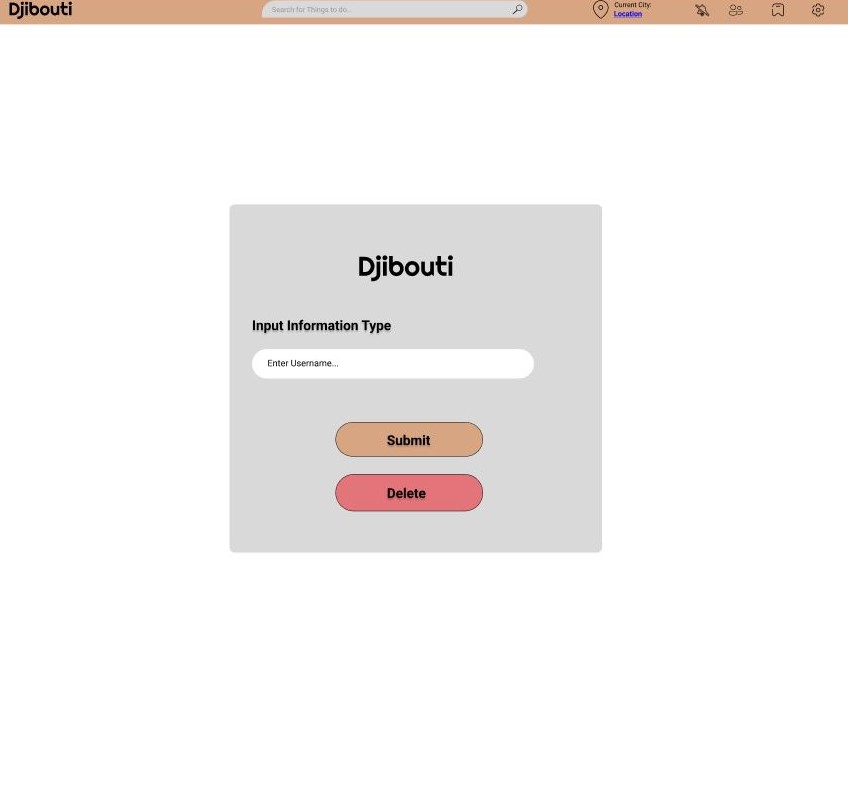 Djibouti
Search for Things to do...
Current City:
Location
Djibouti
Input Information Type
Enter Username...
Submit
Delete